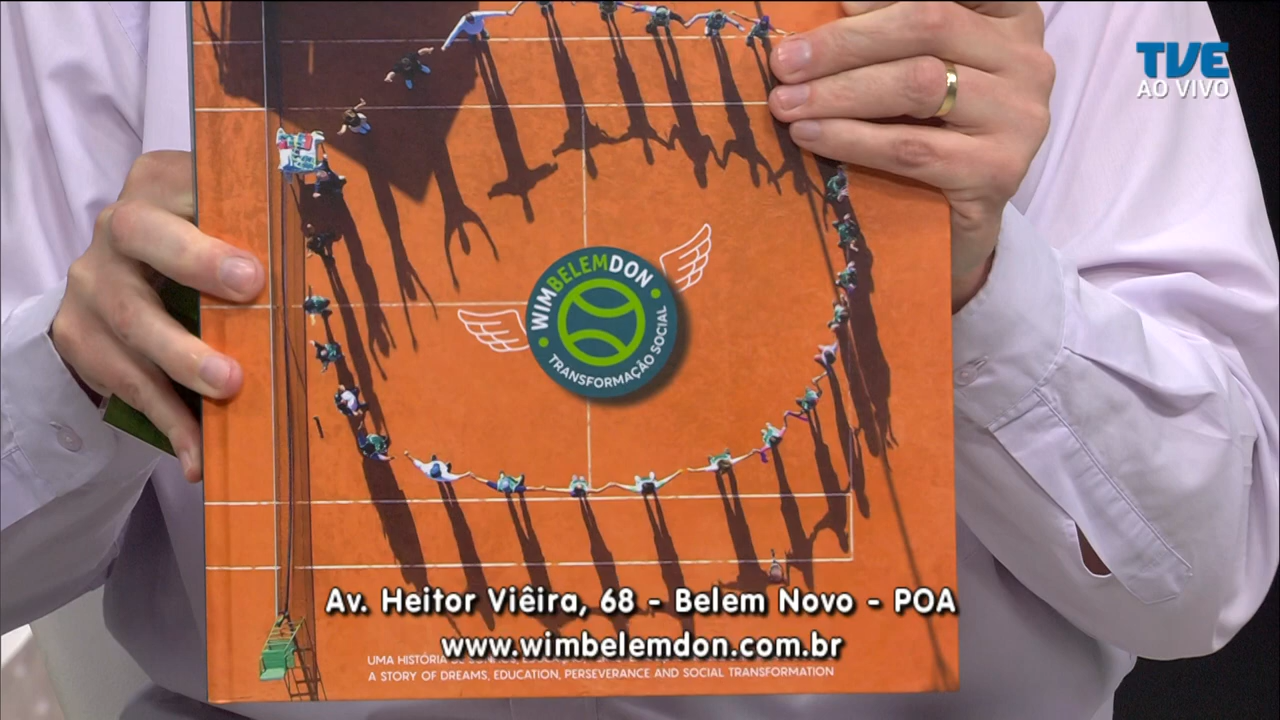 TVE
AO VIVO
WIMBELEMDON
TRANSFORMAÇÃO SOCIAL
Av. Heitor Viêira, 68 - Belem Novo - POA
www.wimbelemdon.com.br
UMA HISTÓRIA
A STORY OF DREAMS, EDUCATION, PERSEVERANCE AND SOCIAL TRANSFORMATION